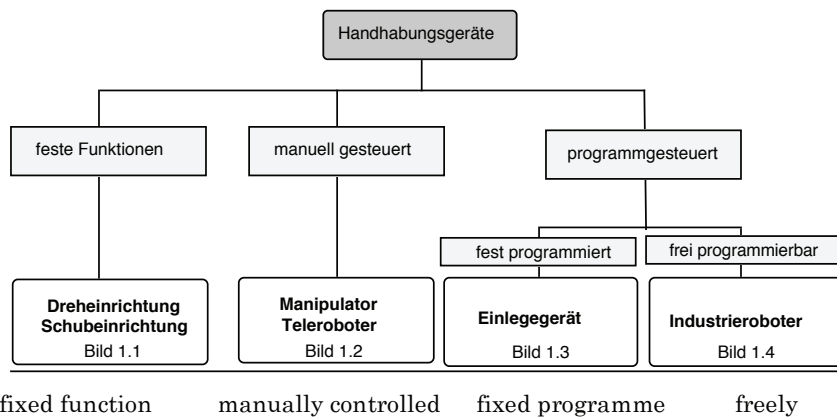 Handhabungsgeräte
feste Funktionen
manuell gesteuert
programmgesteuert
fest programmiert
frei programmierbar
Dreheinrichtung
Schubeinrichtung
Bild 1.1
Manipulator
Teleroboter
Bild 1.2
Einlegegerät
Bild 1.3
Industrieroboter
Bild 1.4
fixed function
manually controlled
fixed programme
freely